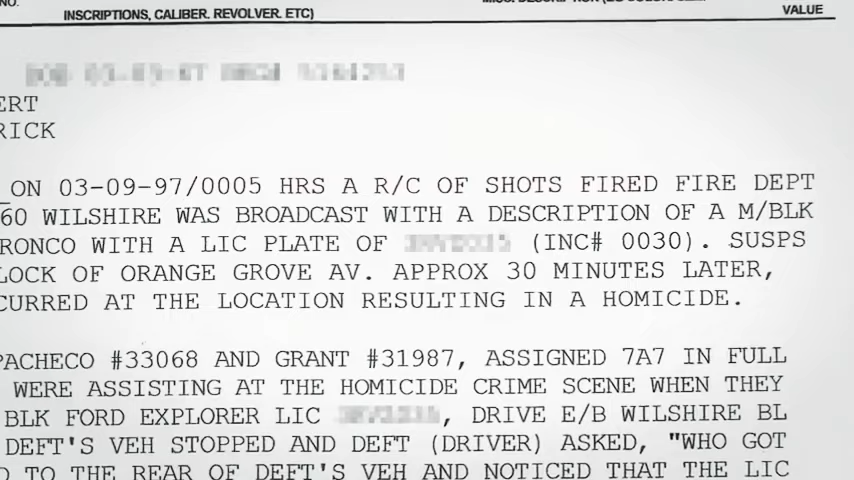 NO.
INSCRIPTIONS, CALIBER. REVOLVER. ETC)
VALUE
ERT
RICK
ON 03-09-97/0005 HRS A R/C OF SHOTS FIRED FIRE DEPT
60 WILSHIRE WAS BROADCAST WITH A DESCRIPTION OF A M/BLK
RONCO WITH A LIC PLATE OF (INC# 0030). SUSPS
LOCK OF ORANGE GROVE AV. APPROX 30 MINUTES LATER,
CURRED AT THE LOCATION RESULTING IN A HOMICIDE.
PACHECO #33068 AND GRANT #31987, ASSIGNED 7A7 IN FULL
WERE ASSISTING AT THE HOMICIDE CRIME SCENE WHEN THEY
BLK FORD EXPLORER LIC , DRIVE E/B WILSHIRE BL
DEFT'S VEH STOPPED AND DEFT (DRIVER) ASKED, "WHO GOT
D TO THE REAR OF DEFT'S VEH AND NOTICED THAT THE LIC